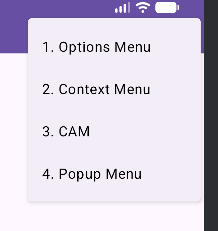 1. Options Menu
2. Context Menu
3. CAM
4. Popup Menu